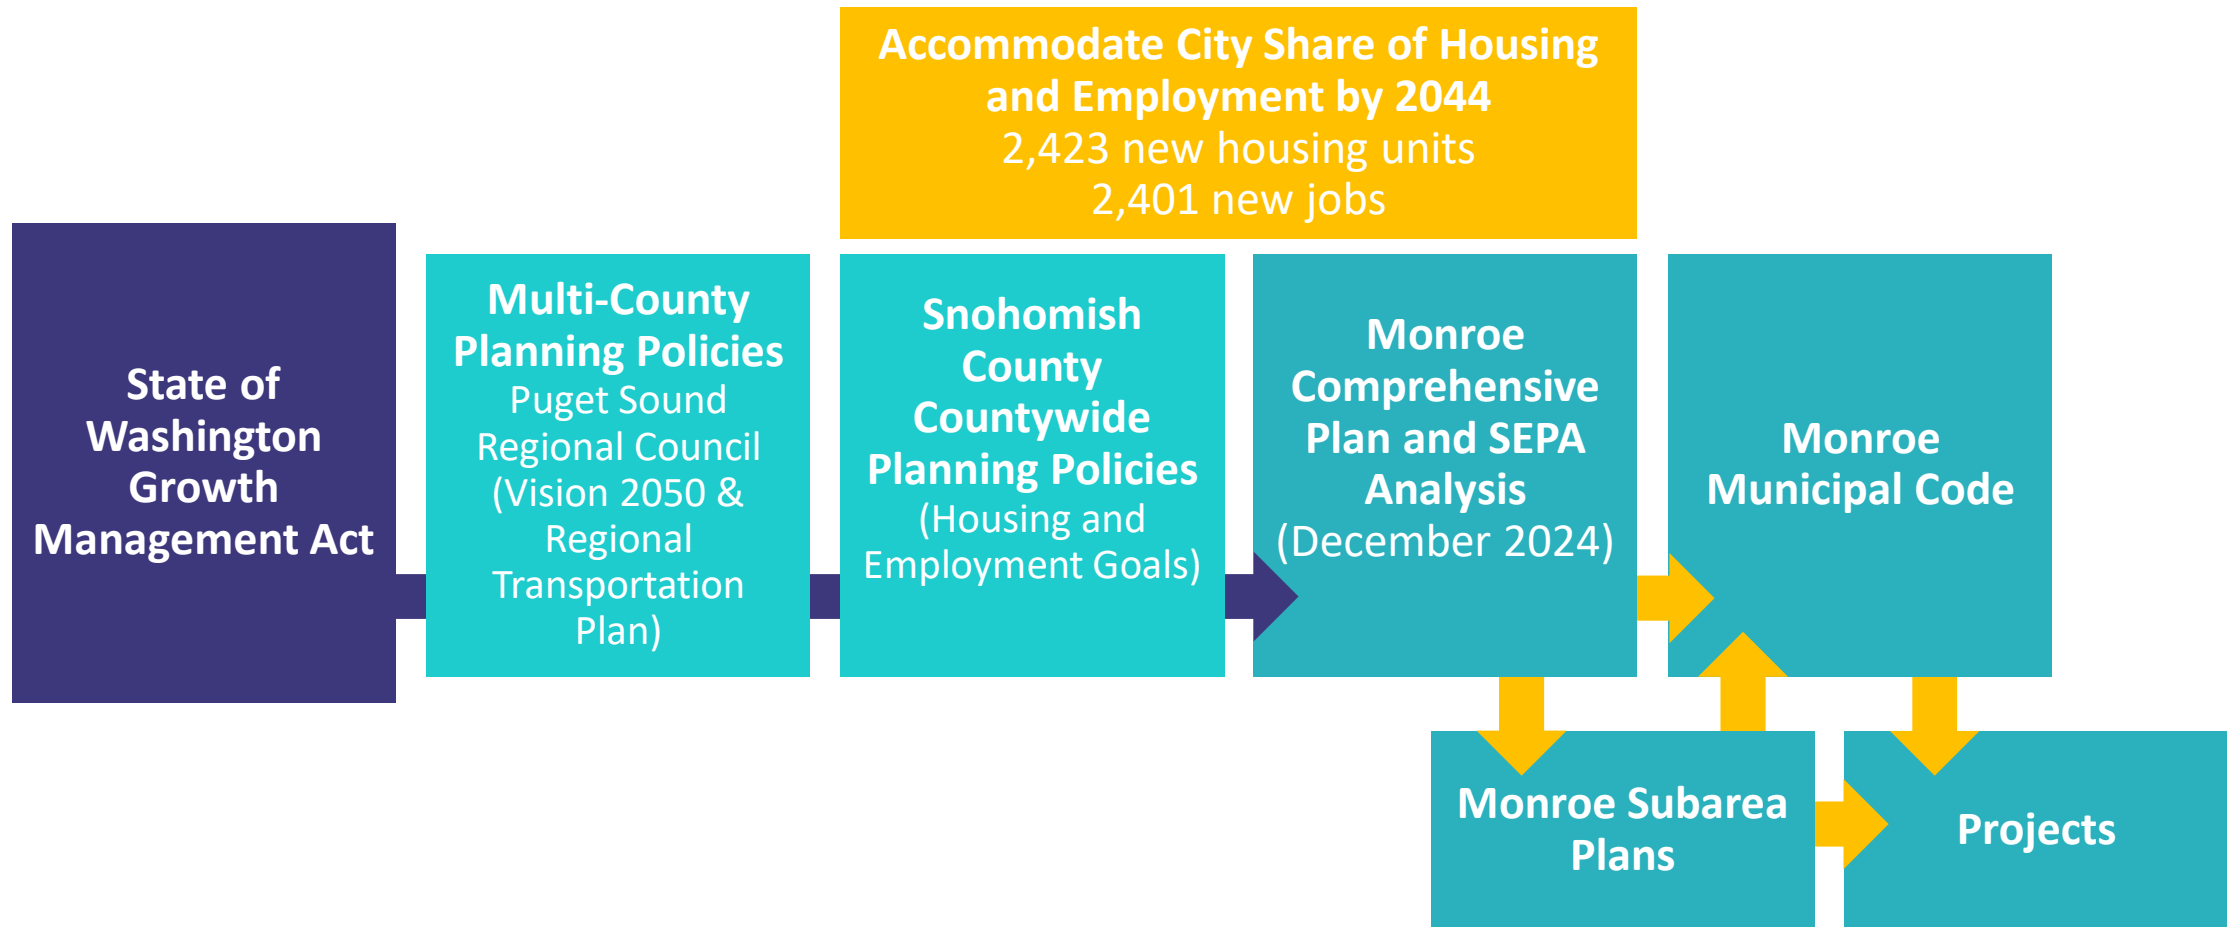 Accommodate City Share of Housing
and Employment by 2044
2,423 new housing units
2,401 new jobs
State of
Washington
Growth
Management Act
Multi-County
Planning Policies
Puget Sound
Regional Council
(Vision 2050 &
Regional
Transportation
Plan)
Snohomish
County
Countywide
Planning Policies
(Housing and
Employment Goals)
Monroe
Comprehensive
Plan and SEPA
Analysis
(December 2024)
Monroe
Municipal Code
Monroe Subarea
Plans
Projects